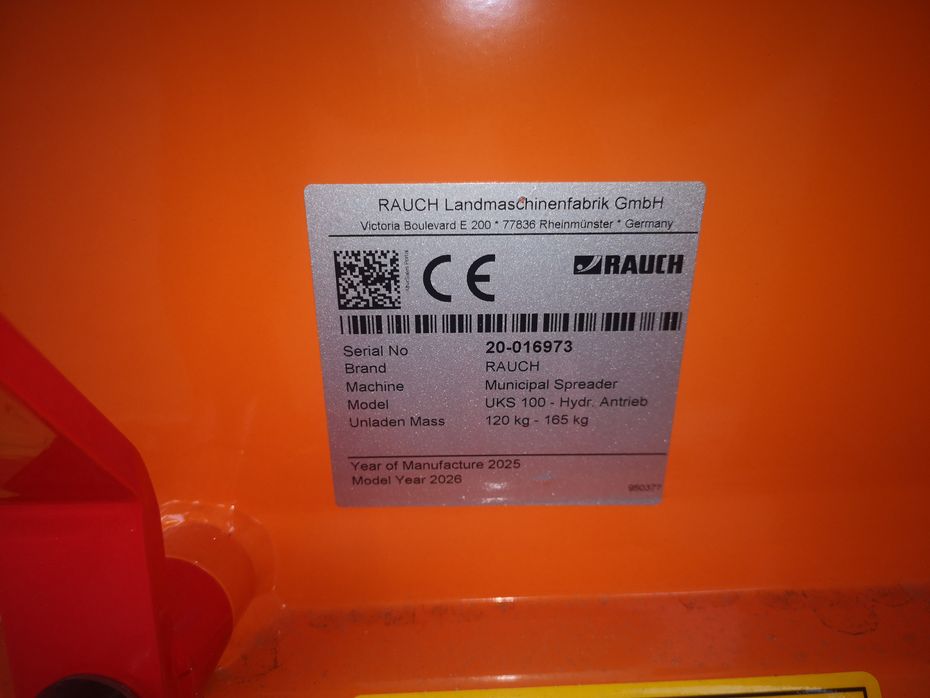 RAUCH Landmaschinenfabrik GmbH
Victoria Boulevard E 200 * 77836 Rheinmünster * Germany
CE RAUCH
Serial No 20-016973
Brand RAUCH
Machine Municipal Spreader
Model UKS 100 - Hydr. Antrieb
Unladen Mass 120 kg - 165 kg
Year of Manufacture 2025
Model Year 2026
950377